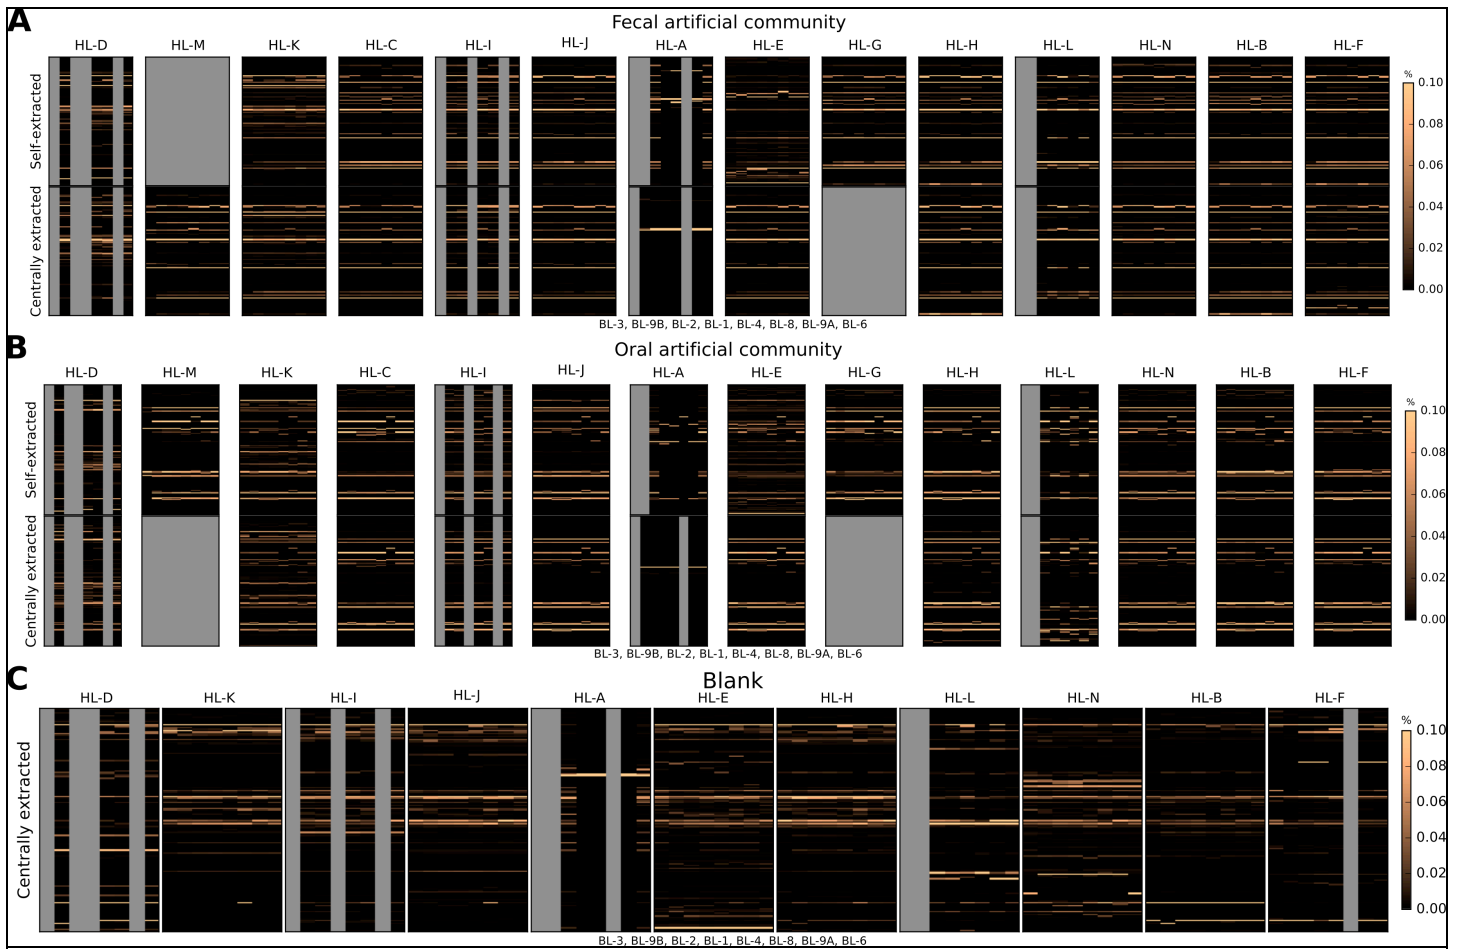 A
Fecal artificial community
HL-D HL-M HL-K HL-C HL-I HL-J HL-A HL-E HL-G HL-H HL-L HL-N HL-B HL-F
Self-extracted
Centrally extracted
%
0.10
0.08
0.06
0.04
0.02
0.00
BL-3, BL-9B, BL-2, BL-1, BL-4, BL-8, BL-9A, BL-6
B
Oral artificial community
HL-D HL-M HL-K HL-C HL-I HL-J HL-A HL-E HL-G HL-H HL-L HL-N HL-B HL-F
Self-extracted
Centrally extracted
%
0.10
0.08
0.06
0.04
0.02
0.00
BL-3, BL-9B, BL-2, BL-1, BL-4, BL-8, BL-9A, BL-6
C
Blank
HL-D HL-K HL-I HL-J HL-A HL-E HL-H HL-L HL-N HL-B HL-F
Centrally extracted
%
0.10
0.08
0.06
0.04
0.02
0.00
BL-3, BL-9B, BL-2, BL-1, BL-4, BL-8, BL-9A, BL-6